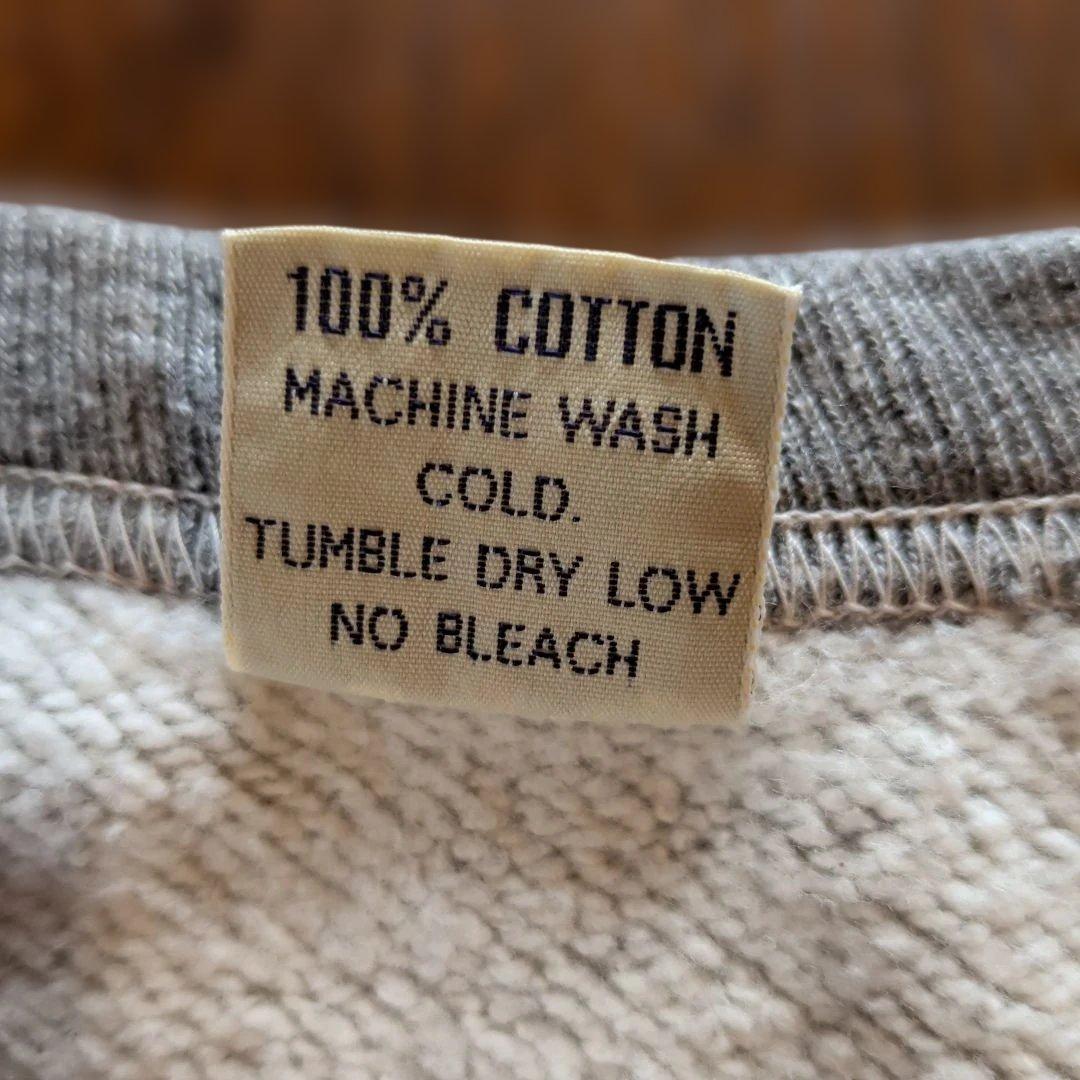 100% COTTON
MACHINE WASH
COLD.
TUMBLE DRY LOW
NO BLEACH